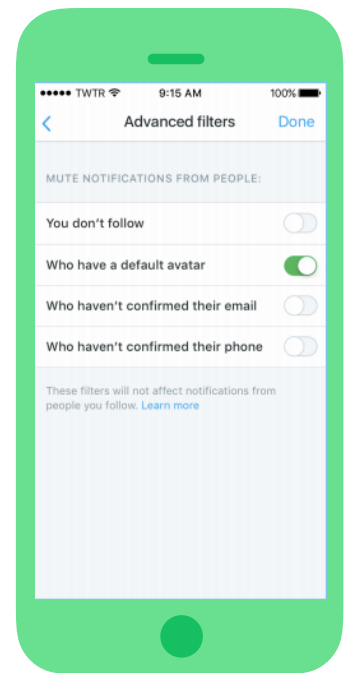 TWTR 9:15 AM 100%
Advanced filters Done
MUTE NOTIFICATIONS FROM PEOPLE:
You don't follow
Who have a default avatar
Who haven't confirmed their email
Who haven't confirmed their phone
These filters will not affect notifications from
people you follow. Learn more